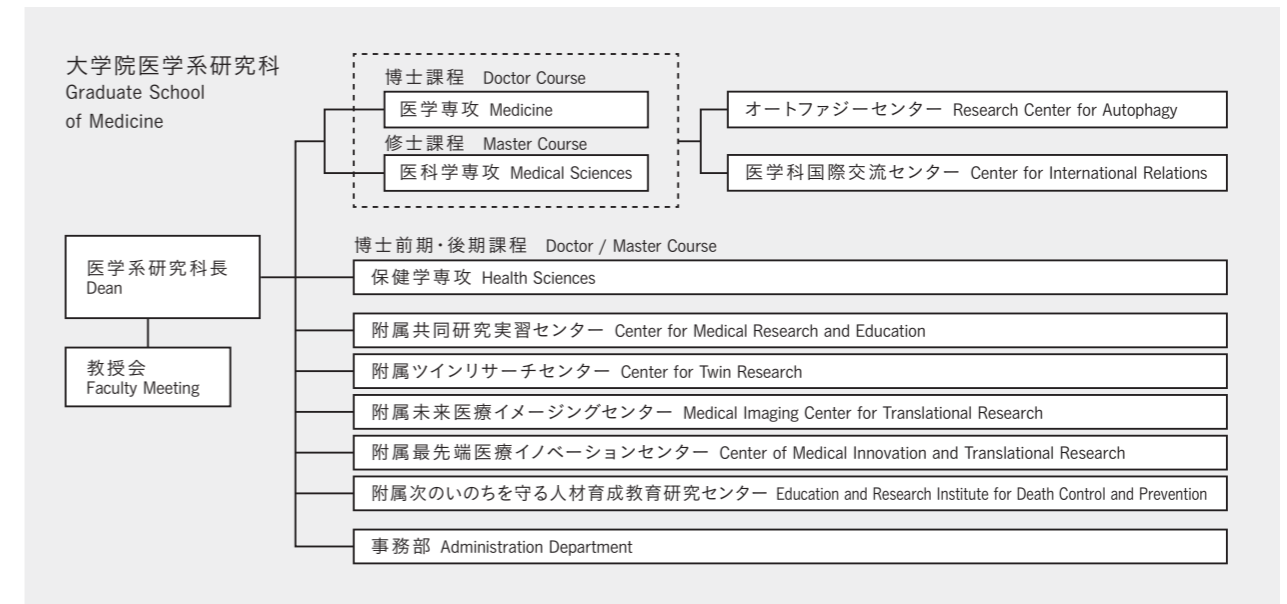 大学院医学系研究科
Graduate School
of Medicine
博士課程 Doctor Course
医学専攻 Medicine
修士課程 Master Course
医科学専攻 Medical Sciences
オートファジーセンター Research Center for Autophagy
医学科国際交流センター Center for International Relations
医学系研究科長
Dean
教授会
Faculty Meeting
博士前期・後期課程 Doctor / Master Course
保健学専攻 Health Sciences
附属共同研究実習センター Center for Medical Research and Education
附属ツインリサーチセンター Center for Twin Research
附属未来医療イメージングセンター Medical Imaging Center for Translational Research
附属最先端医療イノベーションセンター Center of Medical Innovation and Translational Research
附属次のいのちを守る人材育成教育研究センター Education and Research Institute for Death Control and Prevention
事務部 Administration Department